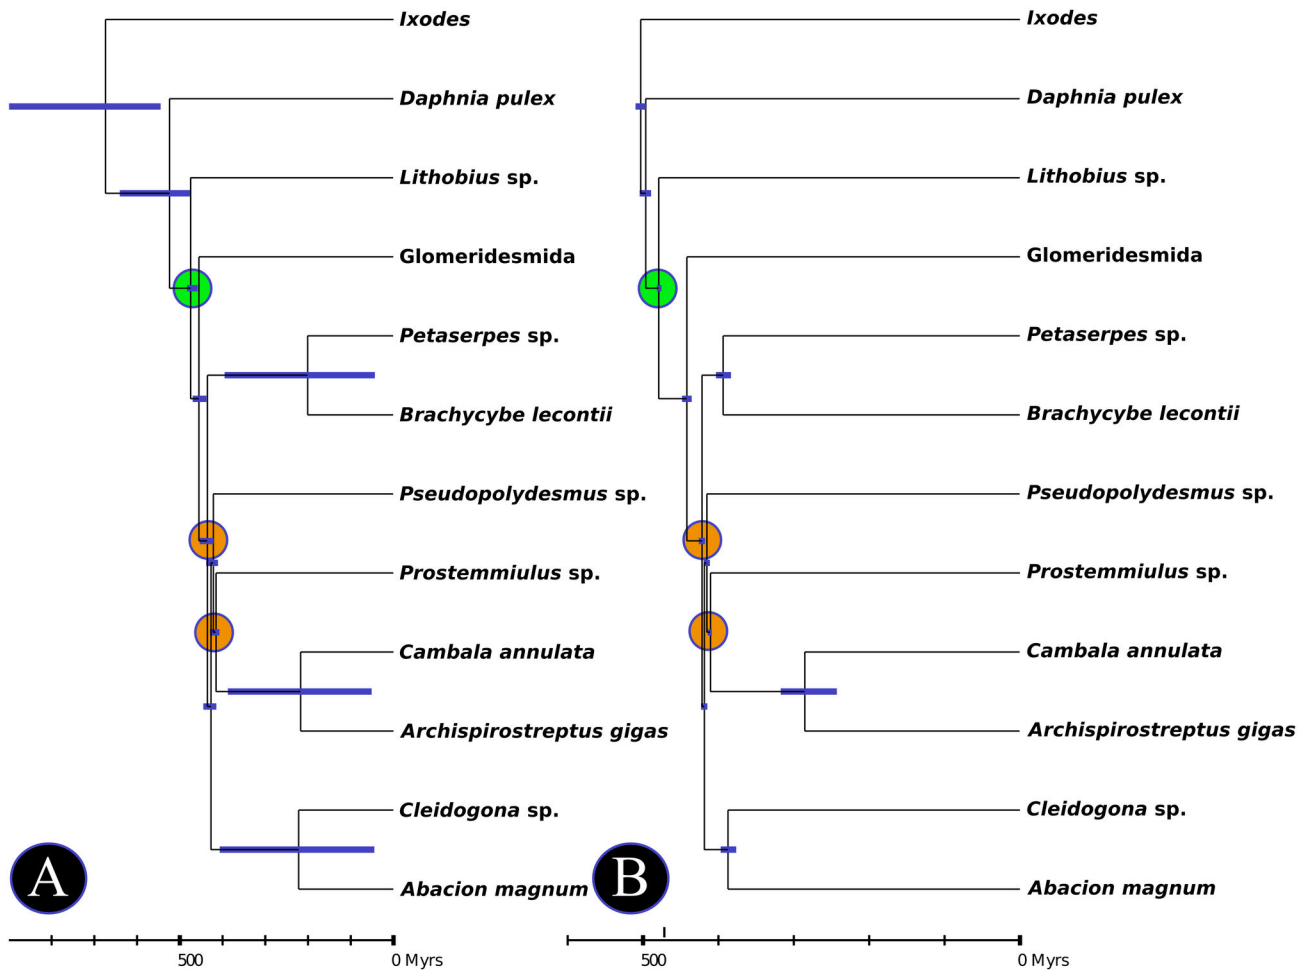 Ixodes
Daphnia pulex
Lithobius sp.
Glomeridesmida
Petaserpes sp.
Brachycybe lecontii
Pseudopolydesmus sp.
Prostemmiulus sp.
Cambala annulata
Archispirostreptus gigas
Cleidogona sp.
Abacion magnum
A
500
0 Myrs
Ixodes
Daphnia pulex
Lithobius sp.
Glomeridesmida
Petaserpes sp.
Brachycybe lecontii
Pseudopolydesmus sp.
Prostemmiulus sp.
Cambala annulata
Archispirostreptus gigas
Cleidogona sp.
Abacion magnum
B
500
0 Myrs